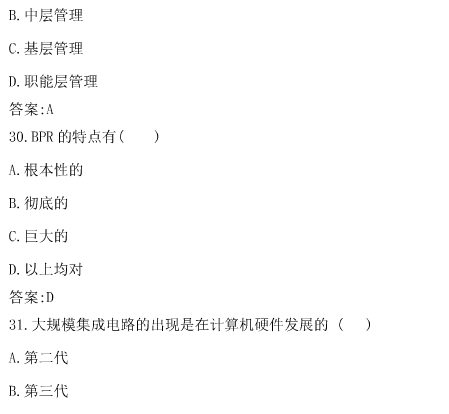 B.中层管理
C.基层管理
D.职能层管理
答案:A
30.BPR 的特点有(    )
A.根本性的
B.彻底的
C.巨大的
D.以上均对
答案:D
31.大规模集成电路的出现是在计算机硬件发展的 (   )
A.第二代
B.第三代